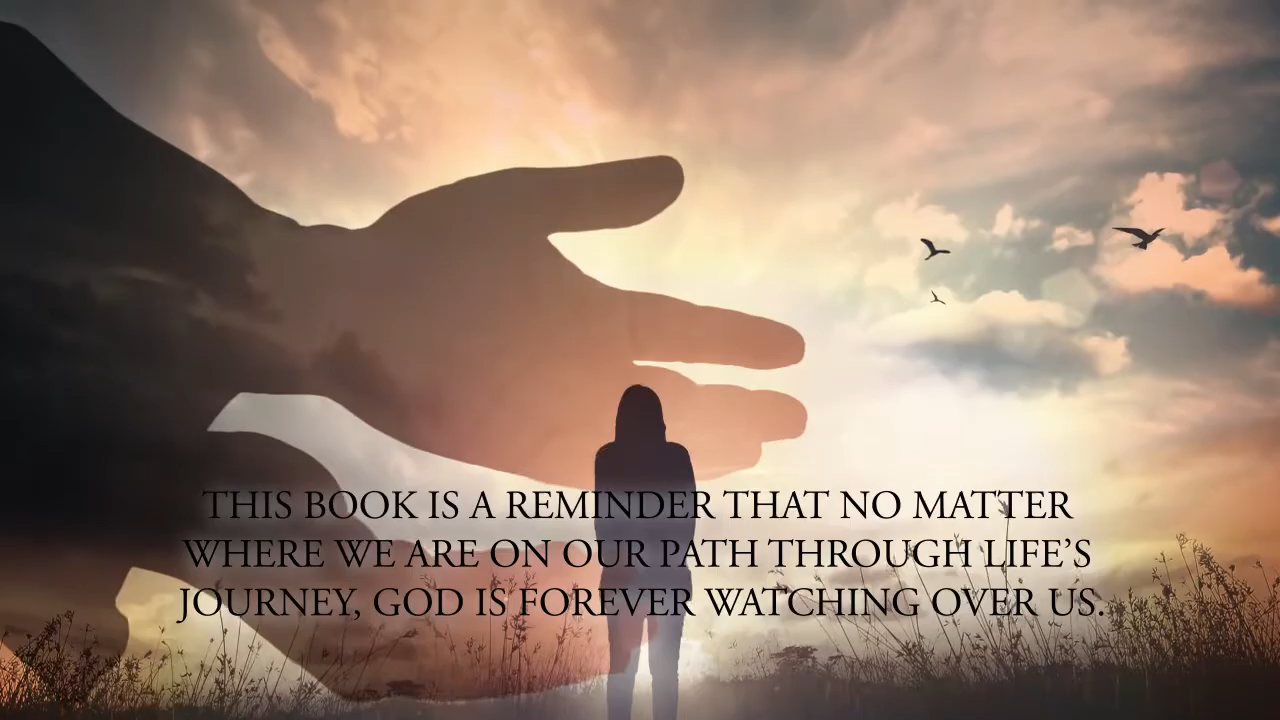 THIS BOOK IS A REMINDER THAT NO MATTER
WHERE WE ARE ON OUR PATH THROUGH LIFE’S
JOURNEY, GOD IS FOREVER WATCHING OVER US.